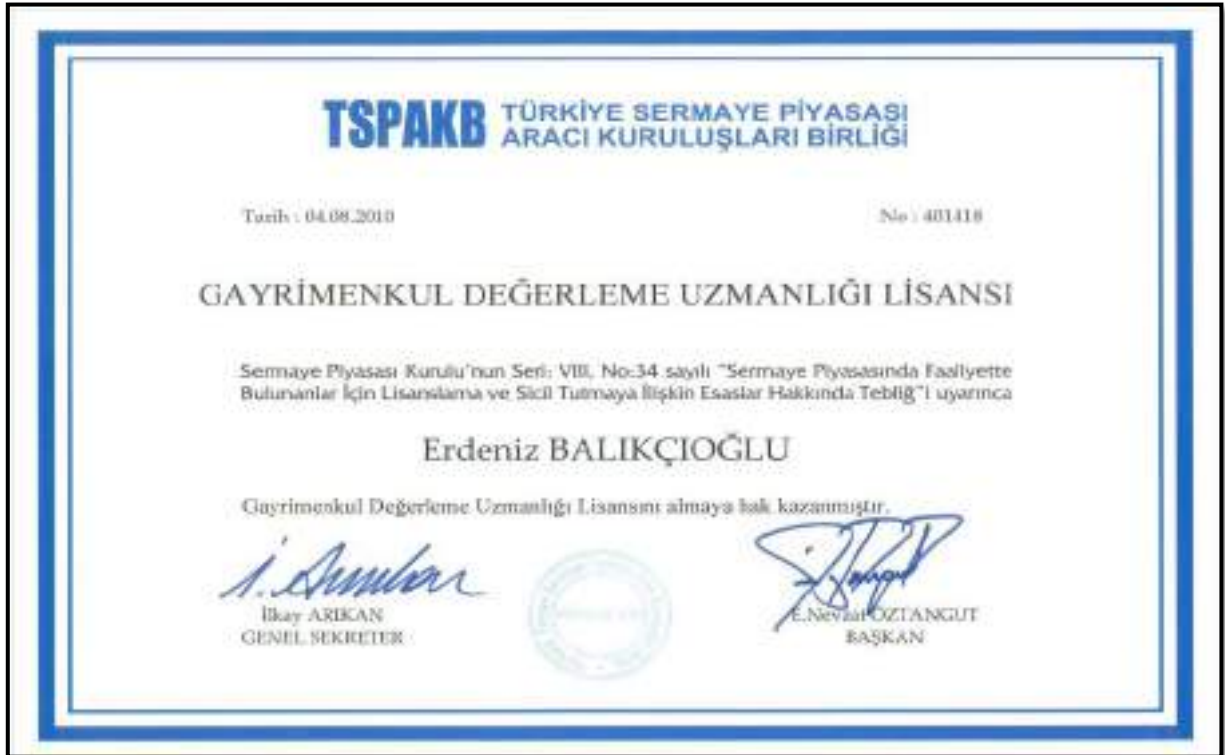 TSPAKB TÜRKİYE SERMAYE PİYASASI
ARACI KURULUŞLARI BİRLİĞİ
Tarih : 04.08.2010
No : 401418
GAYRİMENKUL DEĞERLEME UZMANLIĞI LİSANSI
Sermaye Piyasası Kurulu'nun Seri: VIII, No:34 sayılı "Sermaye Piyasasında Faaliyette
Bulunanlar İçin Lisanslama ve Sicil Tutmaya İlişkin Esaslar Hakkında Tebliğ"i uyarınca
Erdeniz BALIKÇIOĞLU
Gayrimenkul Değerleme Uzmanlığı Lisansını almaya hak kazanmıştır.
İlkay ARIKAN
GENEL SEKRETER
E.Nevzat ÖZTANGUT
BAŞKAN